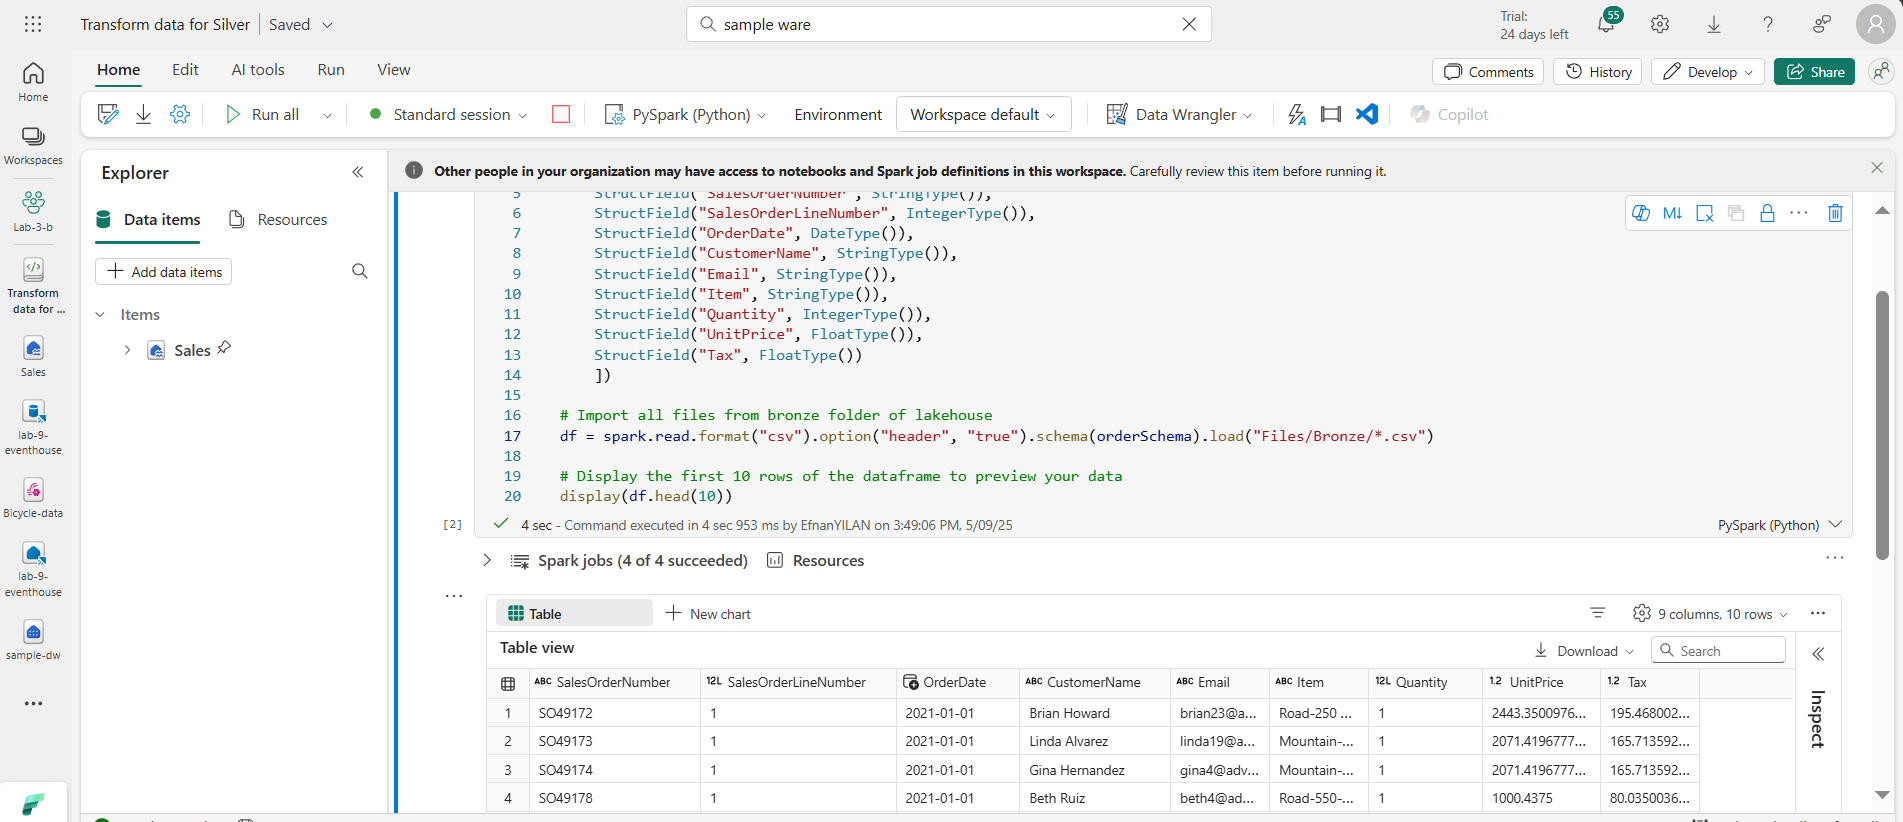 Transform data for Silver
Saved
sample ware
Trial:
24 days left
55
Home
Edit
AI tools
Run
View
Comments
History
Develop
Share
Run all
Standard session
PySpark (Python)
Environment
Workspace default
Data Wrangler
Copilot
Home
Workspaces
Lab-3-b
Transform
data for ...
Sales
lab-9-
eventhouse
Bicycle-data
lab-9-
eventhouse
sample-dw
Explorer
Data items
Resources
Add data items
Items
Sales
Other people in your organization may have access to notebooks and Spark job definitions in this workspace. Carefully review this item before running it.
5 StructField("SalesOrderNumber", StringType()),
6 StructField("SalesOrderLineNumber", IntegerType()),
7 StructField("OrderDate", DateType()),
8 StructField("CustomerName", StringType()),
9 StructField("Email", StringType()),
10 StructField("Item", StringType()),
11 StructField("Quantity", IntegerType()),
12 StructField("UnitPrice", FloatType()),
13 StructField("Tax", FloatType())
14 ])
15
16 # Import all files from bronze folder of lakehouse
17 df = spark.read.format("csv").option("header", "true").schema(orderSchema).load("Files/Bronze/*.csv")
18
19 # Display the first 10 rows of the dataframe to preview your data
20 display(df.head(10))
M↓
[2]
4 sec - Command executed in 4 sec 953 ms by EfnanYILAN on 3:49:06 PM, 5/09/25
PySpark (Python)
Spark jobs (4 of 4 succeeded)
Resources
Table
New chart
9 columns, 10 rows
Table view
Download
Search
Inspect
ABC SalesOrderNumber 12L SalesOrderLineNumber OrderDate ABC CustomerName ABC Email ABC Item 12L Quantity 1.2 UnitPrice 1.2 Tax
1 SO49172 1 2021-01-01 Brian Howard brian23@a... Road-250 ... 1 2443.3500976... 195.468002...
2 SO49173 1 2021-01-01 Linda Alvarez linda19@a... Mountain-... 1 2071.4196777... 165.713592...
3 SO49174 1 2021-01-01 Gina Hernandez gina4@adv... Mountain-... 1 2071.4196777... 165.713592...
4 SO49178 1 2021-01-01 Beth Ruiz beth4@ad... Road-550-... 1 1000.4375 80.0350036...